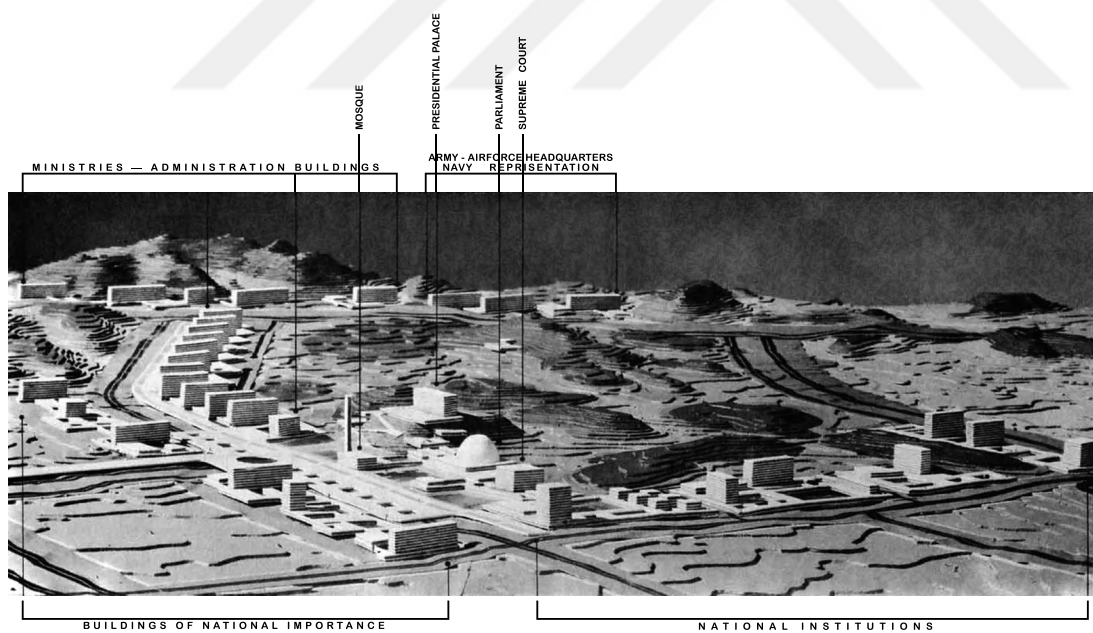 MOSQUE
PRESIDENTIAL PALACE
PARLIAMENT
SUPREME COURT
MINISTRIES — ADMINISTRATION BUILDINGS
ARMY - AIRFORCE HEADQUARTERS
NAVY REPRESENTATION
BUILDINGS OF NATIONAL IMPORTANCE
NATIONAL INSTITUTIONS